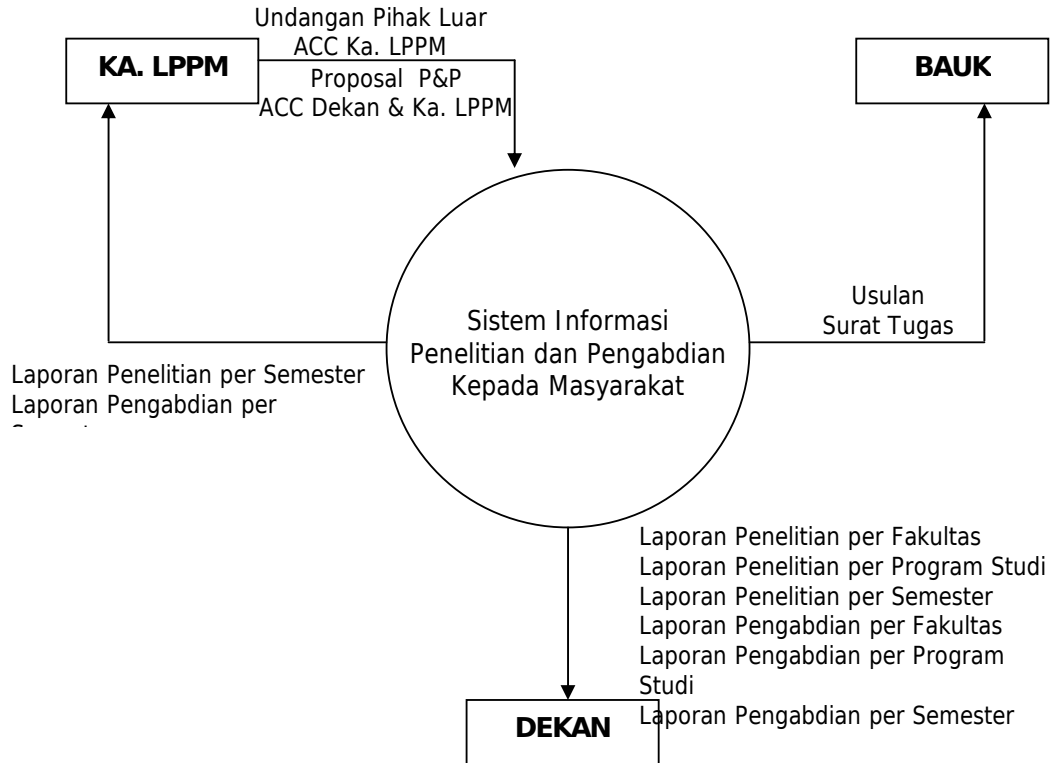 Undangan Pihak Luar
ACC Ka. LPPM
KA. LPPM
Proposal P&P
ACC Dekan & Ka. LPPM
BAUK
Usulan
Surat Tugas
Sistem Informasi
Penelitian dan Pengabdian
Kepada Masyarakat
Laporan Penelitian per Semester
Laporan Pengabdian per
Laporan Penelitian per Fakultas
Laporan Penelitian per Program Studi
Laporan Penelitian per Semester
Laporan Pengabdian per Fakultas
Laporan Pengabdian per Program
Studi
Laporan Pengabdian per Semester
DEKAN